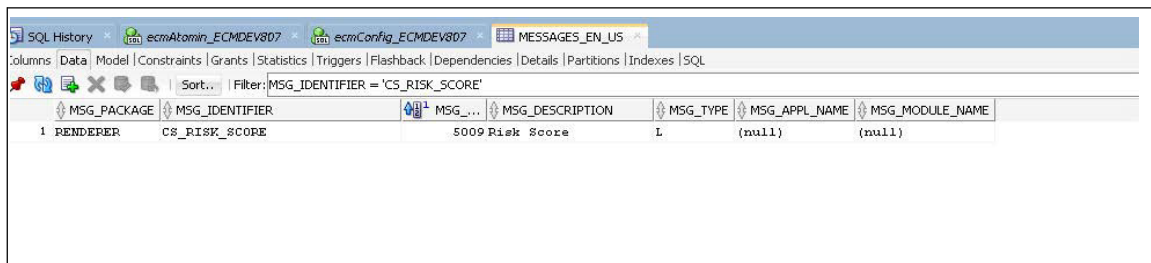 SQL History ecmAtomin_ECMDEV807 ecmConfig_ECMDEV807 MESSAGES_EN_US
Columns Data Model Constraints Grants Statistics Triggers Flashback Dependencies Details Partitions Indexes SQL
Sort.. Filter: MSG_IDENTIFIER = 'CS_RISK_SCORE'
MSG_PACKAGE MSG_IDENTIFIER 1 MSG_... MSG_DESCRIPTION MSG_TYPE MSG_APPL_NAME MSG_MODULE_NAME
1 RENDERER CS_RISK_SCORE 5009 Risk Score L (null) (null)